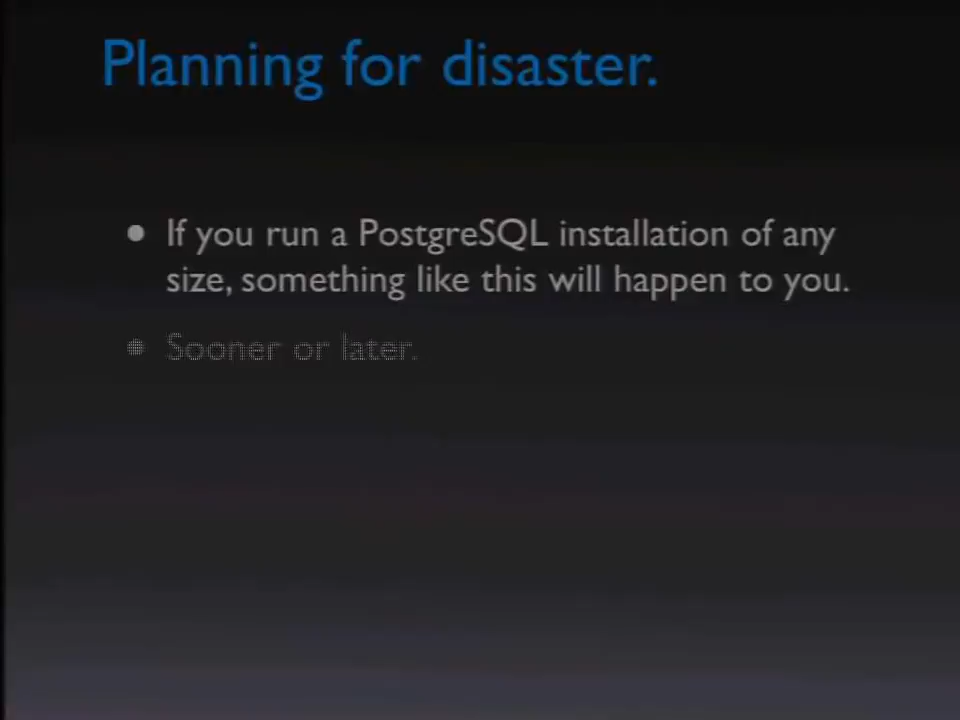 Planning for disaster.
• If you run a PostgreSQL installation of any
size, something like this will happen to you.
• Sooner or later.